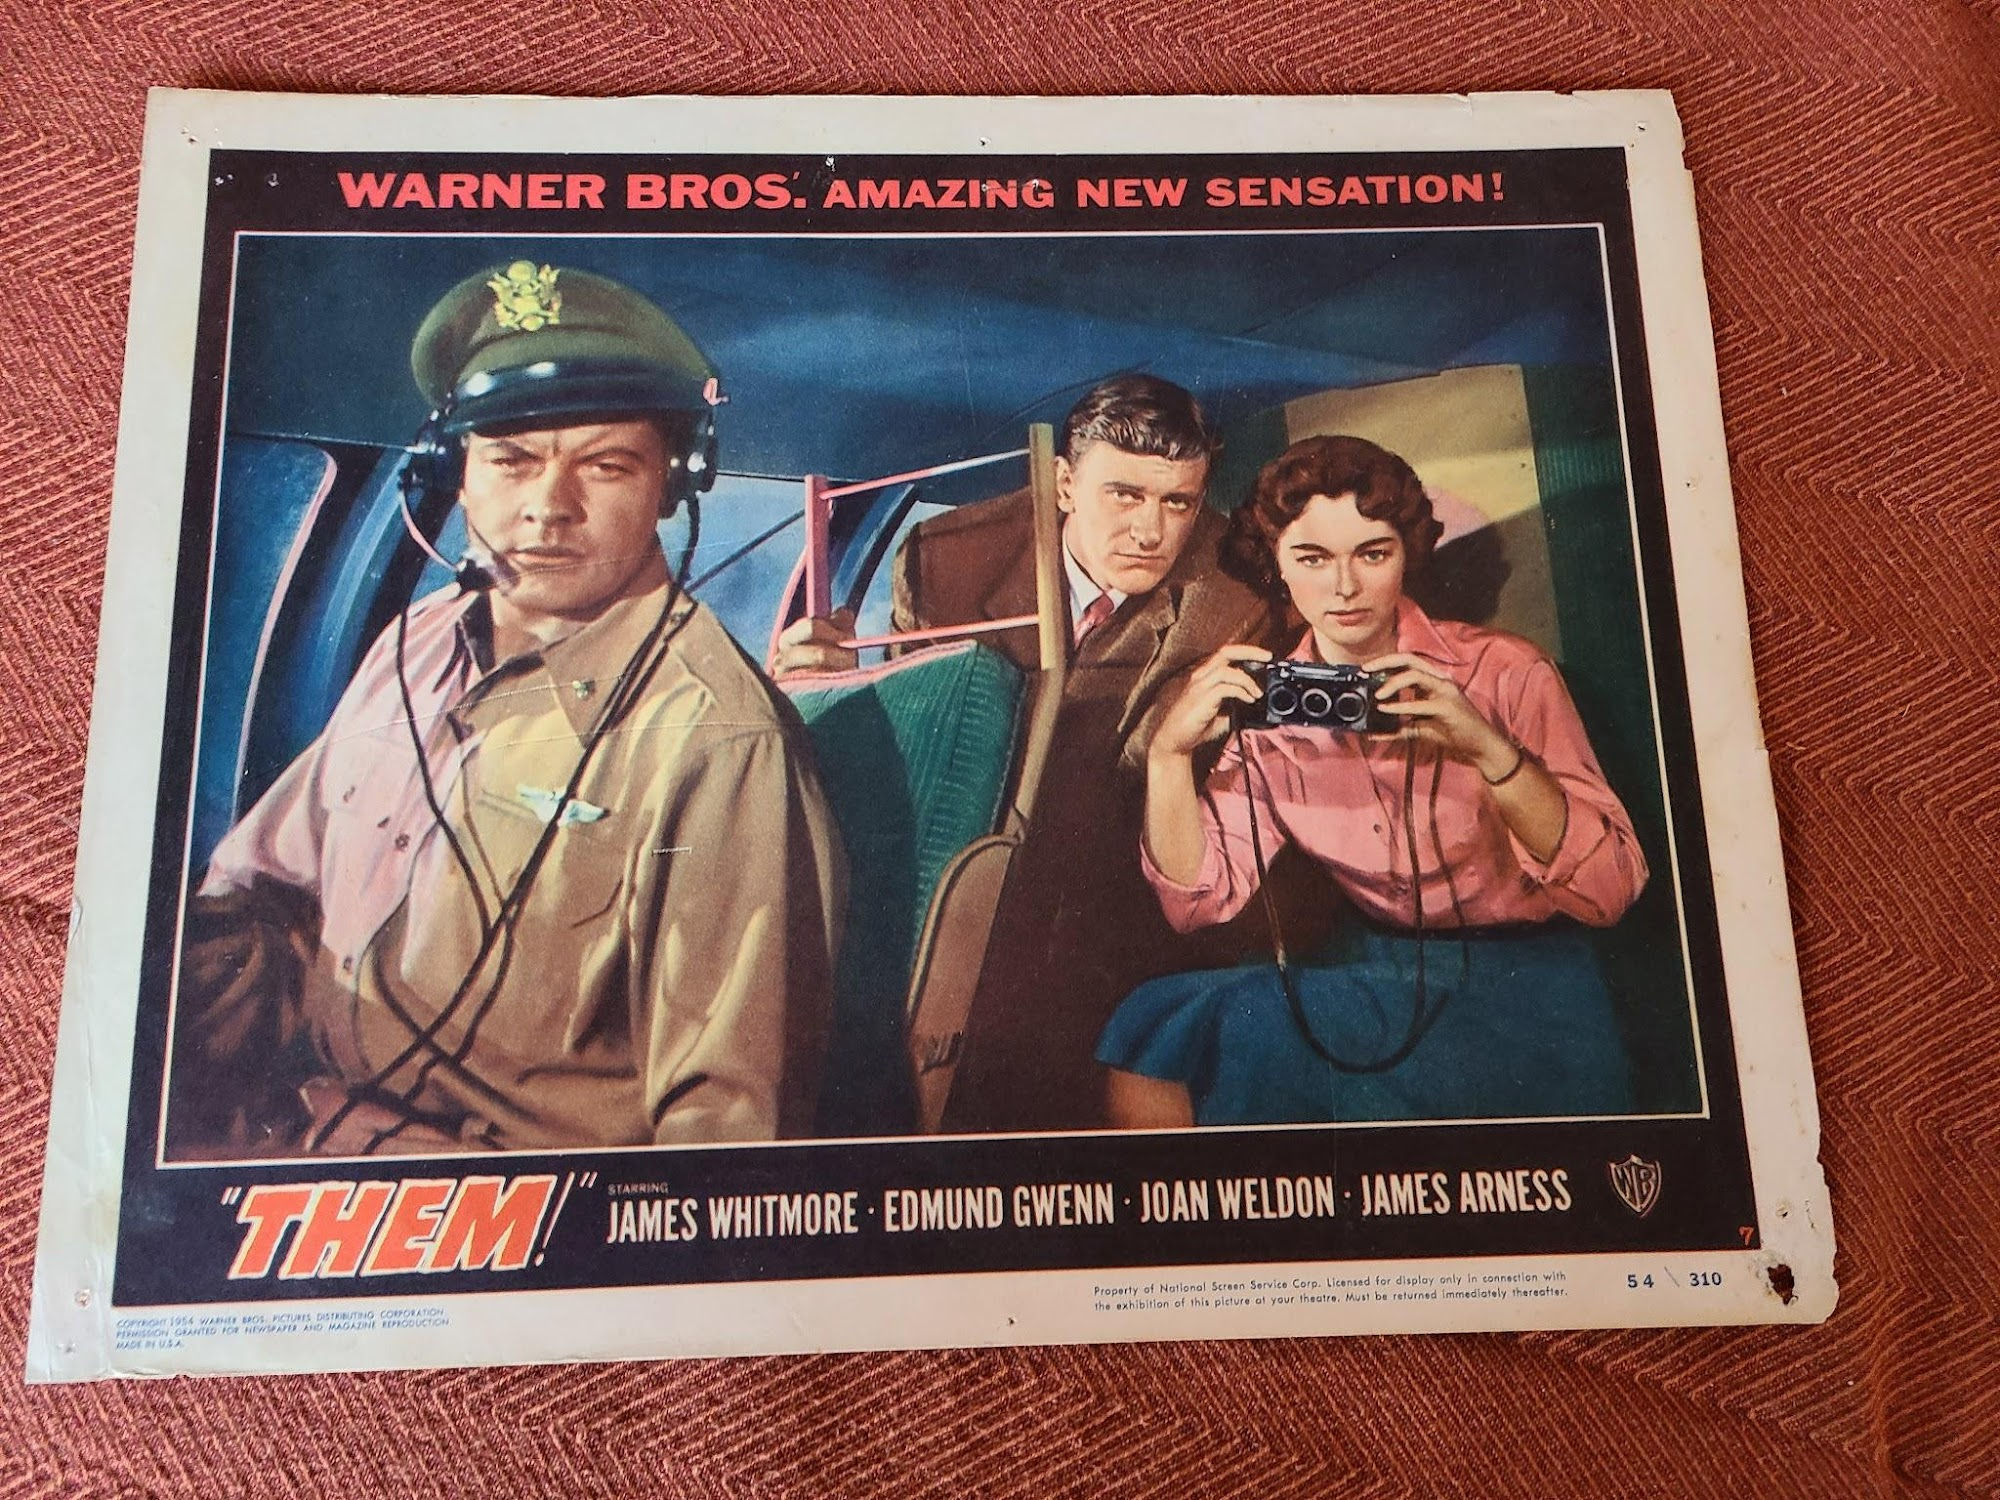 WARNER BROS.' AMAZING NEW SENSATION!
"THEM!" STARRING
JAMES WHITMORE · EDMUND GWENN · JOAN WELDON · JAMES ARNESS
WB
7
COPYRIGHT 1954 WARNER BROS. PICTURES DISTRIBUTING CORPORATION
PERMISSION GRANTED FOR NEWSPAPER AND MAGAZINE REPRODUCTION
MADE IN U.S.A.
Property of National Screen Service Corp. Licensed for display only in connection with
the exhibition of this picture at your theatre. Must be returned immediately thereafter.
54 \ 310